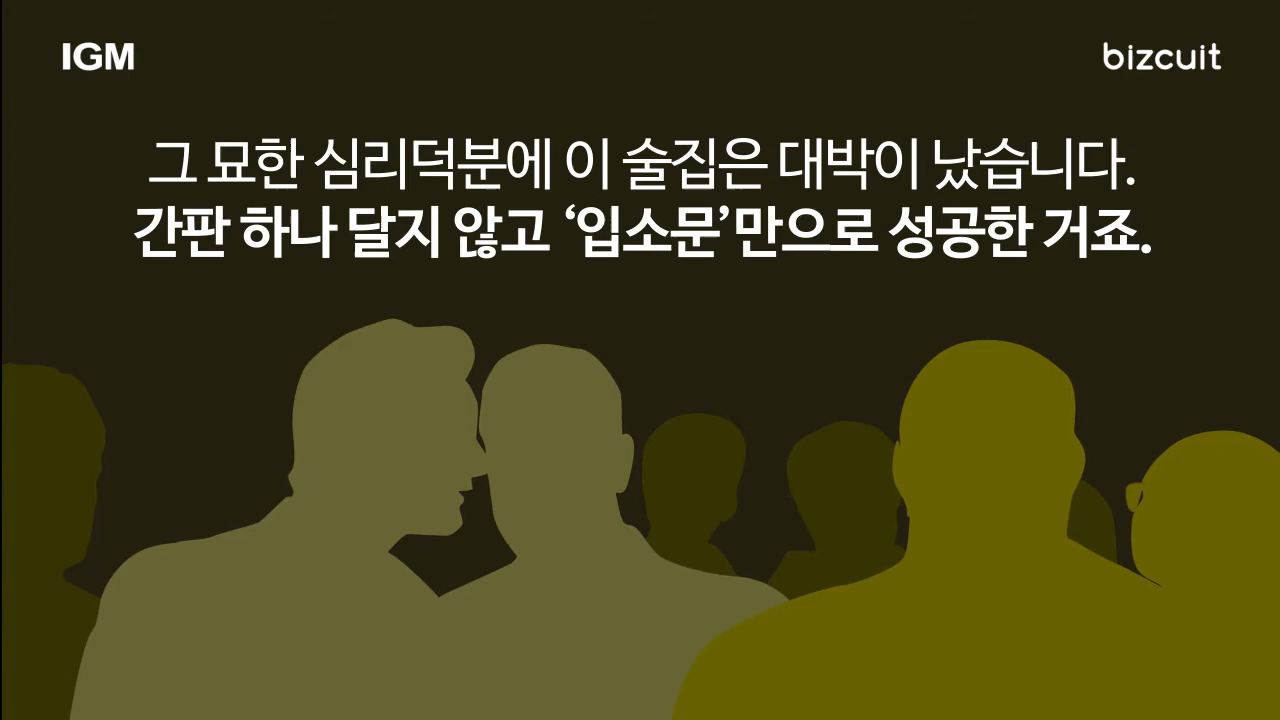 IGM
bizcuit
그 묘한 심리덕분에 이 술집은 대박이 났습니다.
간판 하나 달지 않고 ‘입소문’만으로 성공한 거죠.